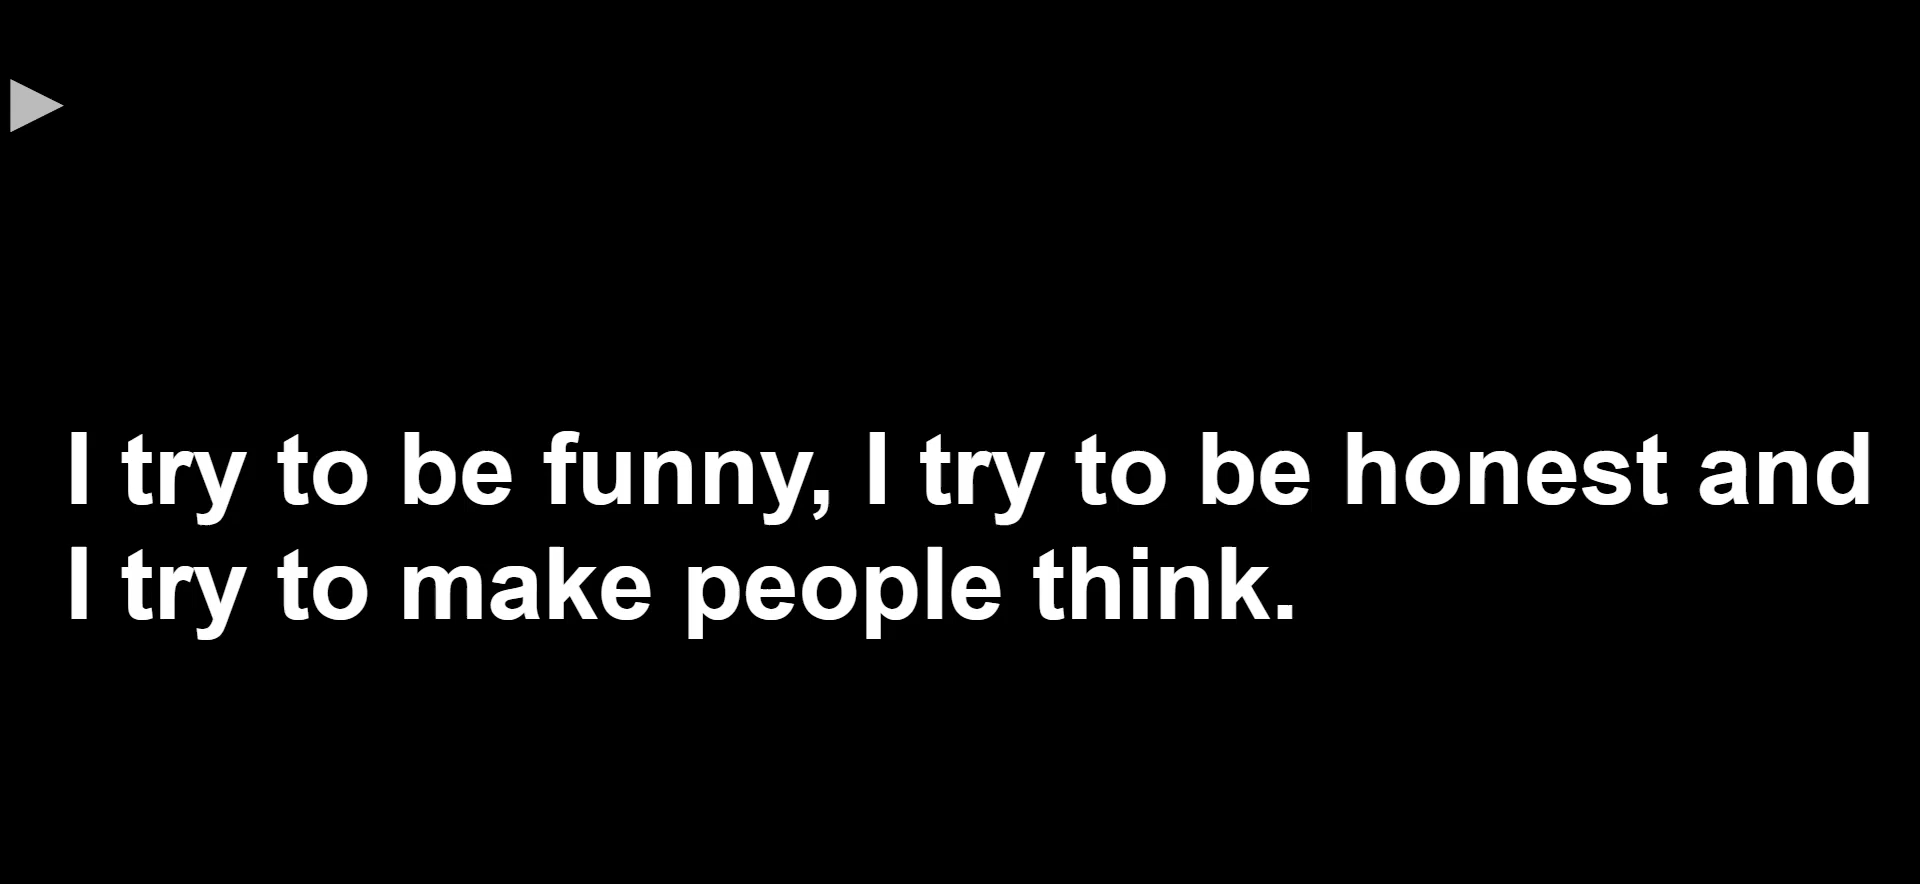 I try to be funny, I try to be honest and
I try to make people think.